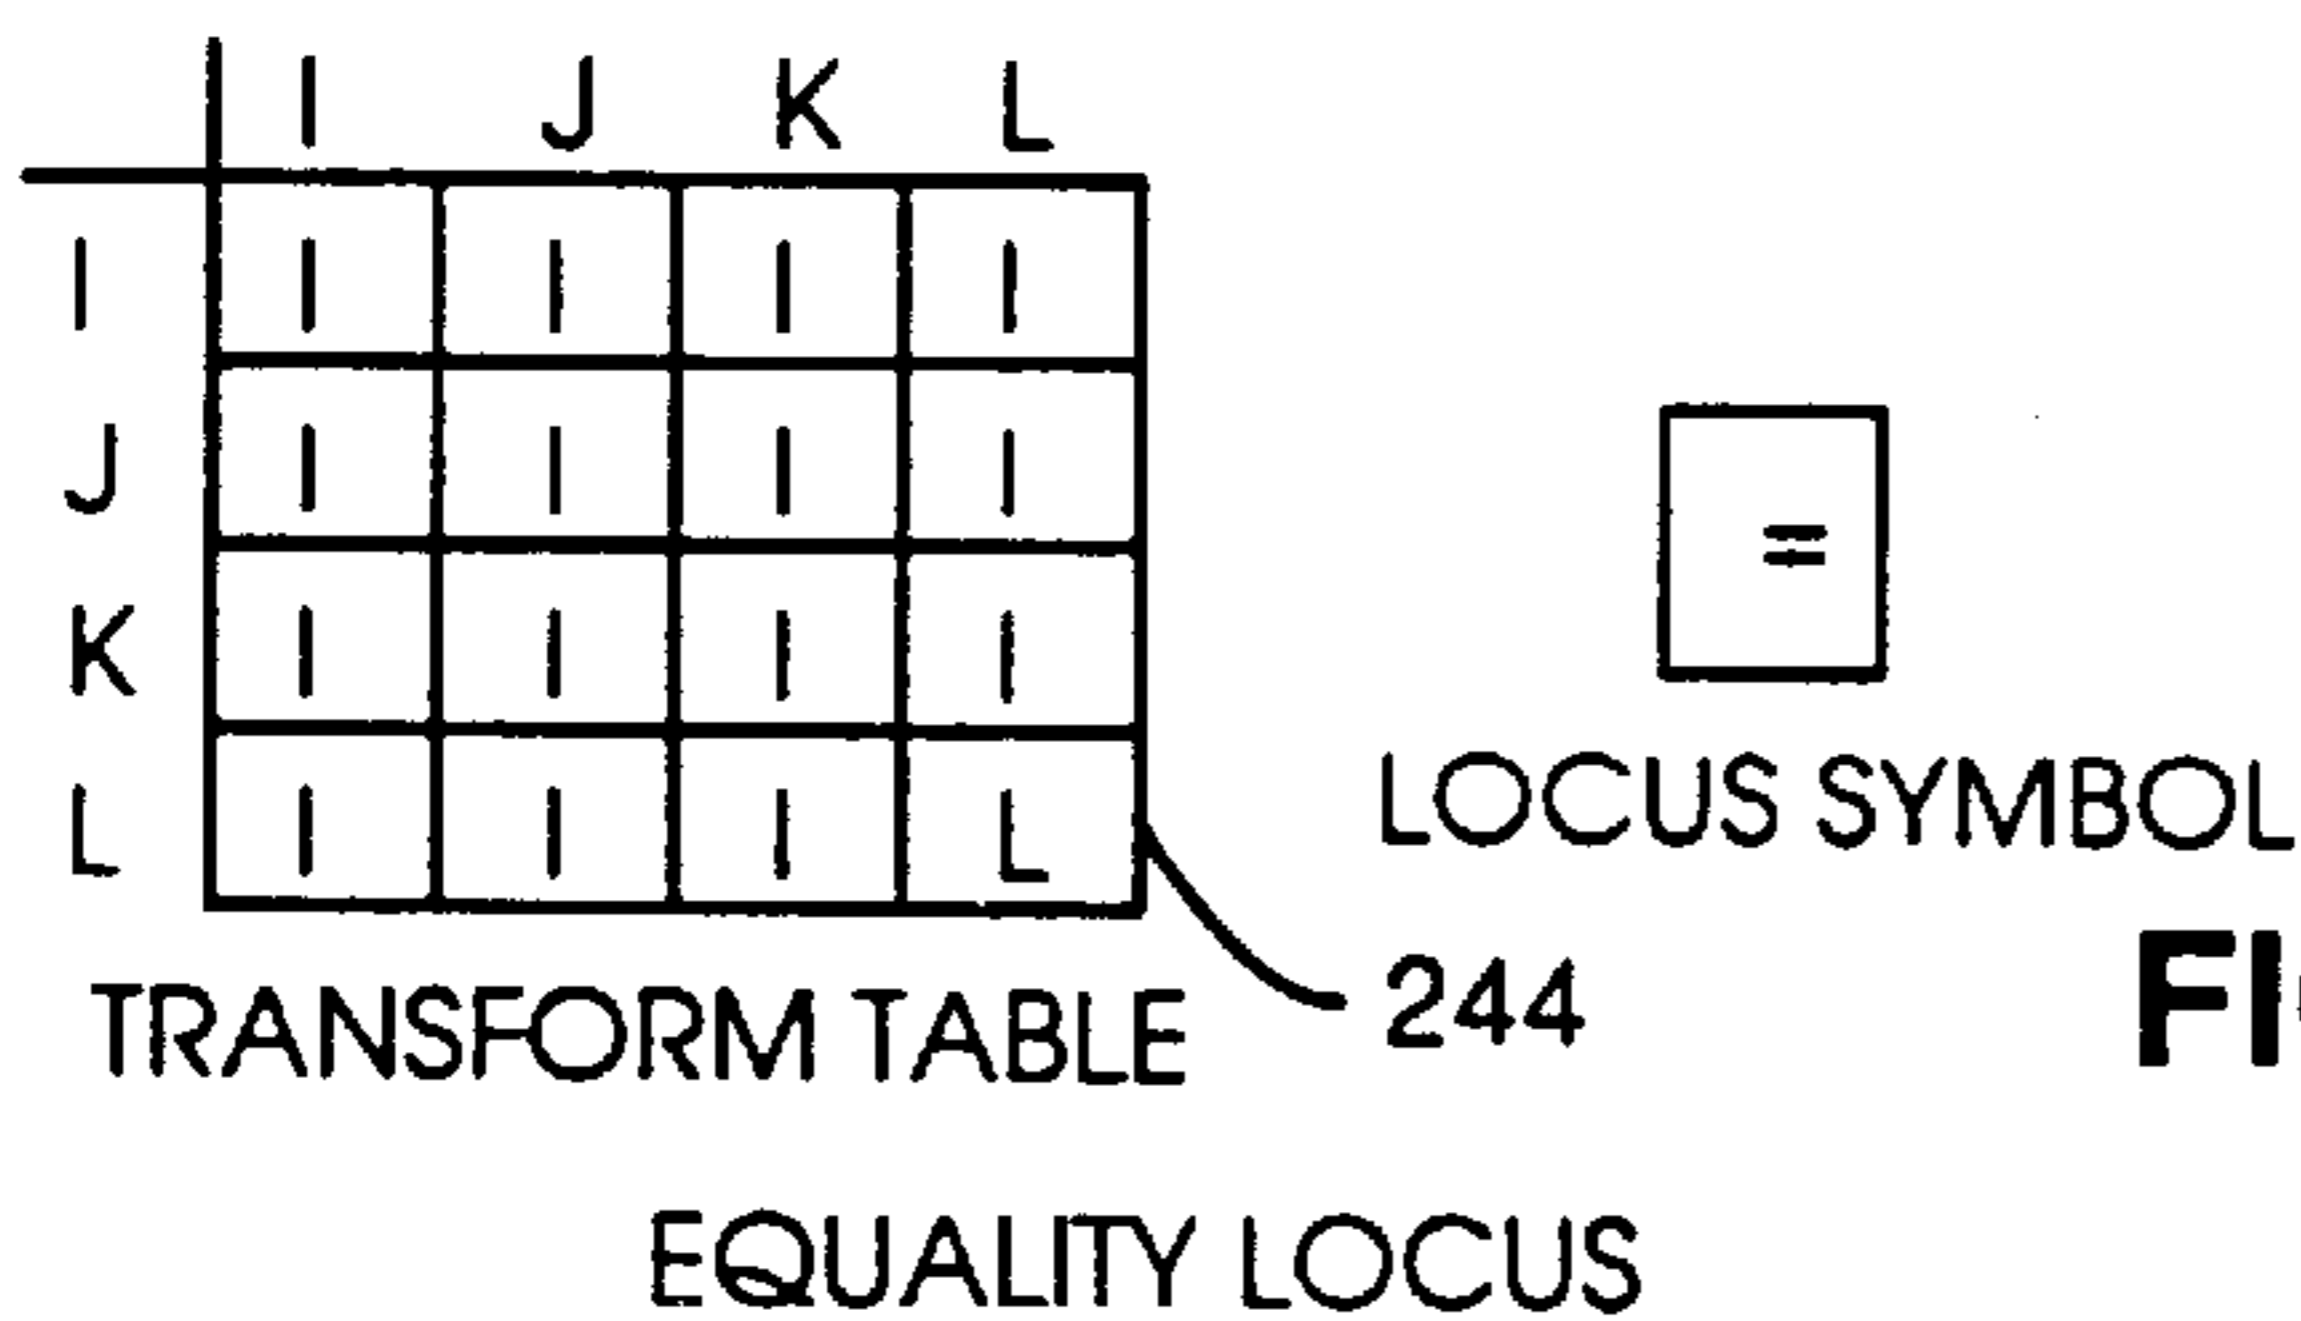 I J K L
I I I I I
J I I I I
K I I I I
L I I I L
=
LOCUS SYMBOL
TRANSFORM TABLE
244
EQUALITY LOCUS